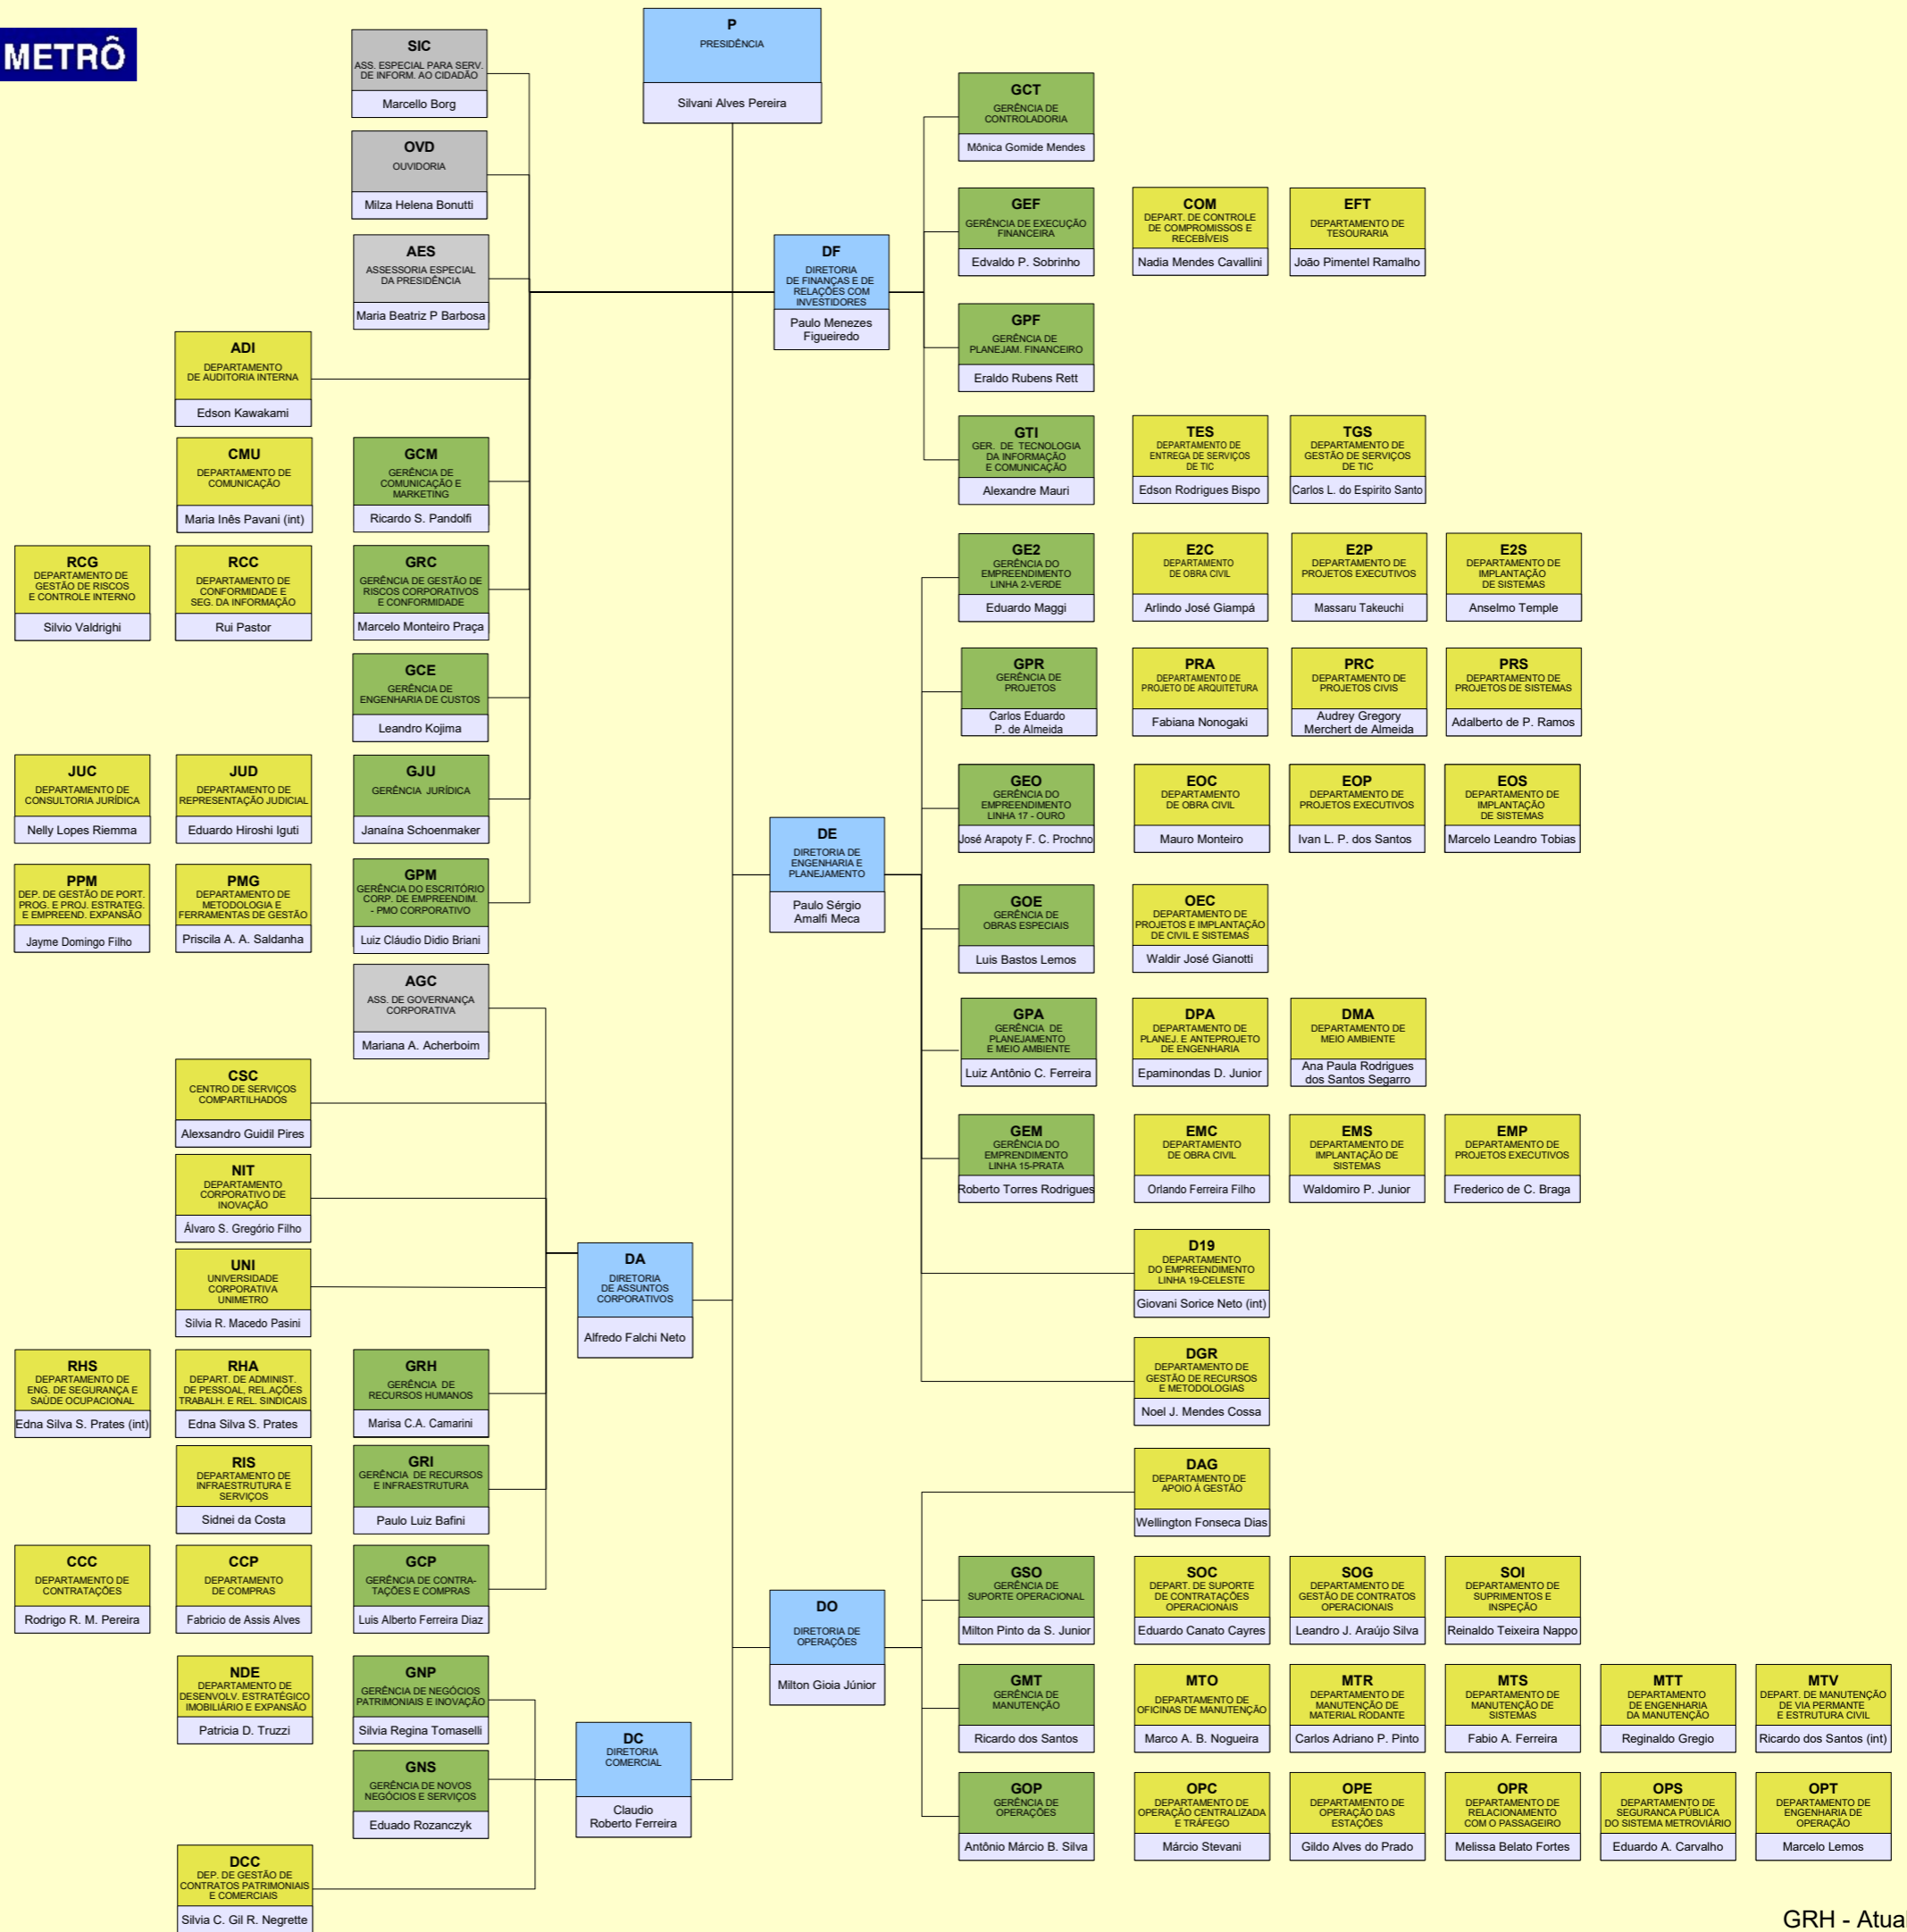 METRÔ
P
PRESIDÊNCIA
Silvani Alves Pereira
SIC
ASS. ESPECIAL PARA SERV.
DE INFORM. AO CIDADÃO
Marcello Borg
OVD
OUVIDORIA
Milza Helena Bonutti
AES
ASSESSORIA ESPECIAL
DA PRESIDÊNCIA
Maria Beatriz P Barbosa
ADI
DEPARTAMENTO
DE AUDITORIA INTERNA
Edson Kawakami
CMU
DEPARTAMENTO DE
COMUNICAÇÃO
Maria Inês Pavani (int)
GCM
GERÊNCIA DE
COMUNICAÇÃO E
MARKETING
Ricardo S. Pandolfi
RCG
DEPARTAMENTO DE
GESTÃO DE RISCOS
E CONTROLE INTERNO
Silvio Valdrighi
RCC
DEPARTAMENTO DE
CONFORMIDADE E
SEG. DA INFORMAÇÃO
Rui Pastor
GRC
GERÊNCIA DE GESTÃO DE
RISCOS CORPORATIVOS
E CONFORMIDADE
Marcelo Monteiro Praça
GCE
GERÊNCIA DE
ENGENHARIA DE CUSTOS
Leandro Kojima
JUC
DEPARTAMENTO DE
CONSULTORIA JURÍDICA
Nelly Lopes Riemma
JUD
DEPARTAMENTO DE
REPRESENTAÇÃO JUDICIAL
Eduardo Hiroshi Iguti
GJU
GERÊNCIA JURÍDICA
Janaína Schoenmaker
PPM
DEP. DE GESTÃO DE PORT.
PROG. E PROJ. ESTRATEG.
E EMPREEND. EXPANSÃO
Jayme Domingo Filho
PMG
DEPARTAMENTO DE
METODOLOGIA E
FERRAMENTAS DE GESTÃO
Priscila A. A. Saldanha
GPM
GERÊNCIA DO ESCRITÓRIO
CORP. DE EMPREENDIM.
- PMO CORPORATIVO
Luiz Cláudio Didio Briani
AGC
ASS. DE GOVERNANÇA
CORPORATIVA
Mariana A. Acherboim
CSC
CENTRO DE SERVIÇOS
COMPARTILHADOS
Alexsandro Guidil Pires
NIT
DEPARTAMENTO
CORPORATIVO DE
INOVAÇÃO
Álvaro S. Gregório Filho
UNI
UNIVERSIDADE
CORPORATIVA
UNIMETRO
Silvia R. Macedo Pasini
RHS
DEPARTAMENTO DE
ENG. DE SEGURANÇA E
SAÚDE OCUPACIONAL
Edna Silva S. Prates (int)
RHA
DEPART. DE ADMINIST.
DE PESSOAL, REL.AÇÕES
TRABALH. E REL. SINDICAIS
Edna Silva S. Prates
GRH
GERÊNCIA DE
RECURSOS HUMANOS
Marisa C.A. Camarini
RIS
DEPARTAMENTO DE
INFRAESTRUTURA E
SERVIÇOS
Sidnei da Costa
GRI
GERÊNCIA DE RECURSOS
E INFRAESTRUTURA
Paulo Luiz Bafini
CCC
DEPARTAMENTO DE
CONTRATAÇÕES
Rodrigo R. M. Pereira
CCP
DEPARTAMENTO
DE COMPRAS
Fabricio de Assis Alves
GCP
GERÊNCIA DE CONTRA-
TAÇÕES E COMPRAS
Luis Alberto Ferreira Diaz
NDE
DEPARTAMENTO DE
DESENVOLV. ESTRATÉGICO
IMOBILIÁRIO E EXPANSÃO
Patricia D. Truzzi
GNP
GERÊNCIA DE NEGÓCIOS
PATRIMONIAIS E INOVAÇÃO
Silvia Regina Tomaselli
GNS
GERÊNCIA DE NOVOS
NEGÓCIOS E SERVIÇOS
Eduado Rozanczyk
DCC
DEP. DE GESTÃO DE
CONTRATOS PATRIMONIAIS
E COMERCIAIS
Silvia C. Gil R. Negrette
DA
DIRETORIA
DE ASSUNTOS
CORPORATIVOS
Alfredo Falchi Neto
DC
DIRETORIA
COMERCIAL
Claudio
Roberto Ferreira
DF
DIRETORIA
DE FINANÇAS E DE
RELAÇÕES COM
INVESTIDORES
Paulo Menezes
Figueiredo
DE
DIRETORIA DE
ENGENHARIA E
PLANEJAMENTO
Paulo Sérgio
Amalfi Meca
DO
DIRETORIA DE
OPERAÇÕES
Milton Gioia Júnior
GCT
GERÊNCIA DE
CONTROLADORIA
Mônica Gomide Mendes
GEF
GERÊNCIA DE EXECUÇÃO
FINANCEIRA
Edvaldo P. Sobrinho
COM
DEPART. DE CONTROLE
DE COMPROMISSOS E
RECEBÍVEIS
Nadia Mendes Cavallini
EFT
DEPARTAMENTO DE
TESOURARIA
João Pimentel Ramalho
GPF
GERÊNCIA DE
PLANEJAM. FINANCEIRO
Eraldo Rubens Rett
GTI
GER. DE TECNOLOGIA
DA INFORMAÇÃO
E COMUNICAÇÃO
Alexandre Mauri
TES
DEPARTAMENTO DE
ENTREGA DE SERVIÇOS
DE TIC
Edson Rodrigues Bispo
TGS
DEPARTAMENTO DE
GESTÃO DE SERVIÇOS
DE TIC
Carlos L. do Espirito Santo
GE2
GERÊNCIA DO
EMPREENDIMENTO
LINHA 2-VERDE
Eduardo Maggi
E2C
DEPARTAMENTO
DE OBRA CIVIL
Arlindo José Giampá
E2P
DEPARTAMENTO DE
PROJETOS EXECUTIVOS
Massaru Takeuchi
E2S
DEPARTAMENTO DE
IMPLANTAÇÃO
DE SISTEMAS
Anselmo Temple
GPR
GERÊNCIA DE
PROJETOS
Carlos Eduardo
P. de Almeida
PRA
DEPARTAMENTO DE
PROJETO DE ARQUITETURA
Fabiana Nonogaki
PRC
DEPARTAMENTO DE
PROJETOS CIVIS
Audrey Gregory
Merchert de Almeida
PRS
DEPARTAMENTO DE
PROJETOS DE SISTEMAS
Adalberto de P. Ramos
GEO
GERÊNCIA DO
EMPREENDIMENTO
LINHA 17 - OURO
José Arapoty F. C. Prochno
EOC
DEPARTAMENTO
DE OBRA CIVIL
Mauro Monteiro
EOP
DEPARTAMENTO DE
PROJETOS EXECUTIVOS
Ivan L. P. dos Santos
EOS
DEPARTAMENTO DE
IMPLANTAÇÃO
DE SISTEMAS
Marcelo Leandro Tobias
GOE
GERÊNCIA DE
OBRAS ESPECIAIS
Luis Bastos Lemos
OEC
DEPARTAMENTO DE
PROJETOS E IMPLANTAÇÃO
DE CIVIL E SISTEMAS
Waldir José Gianotti
GPA
GERÊNCIA DE
PLANEJAMENTO
E MEIO AMBIENTE
Luiz Antônio C. Ferreira
DPA
DEPARTAMENTO DE
PLANEJ. E ANTEPROJETO
DE ENGENHARIA
Epaminondas D. Junior
DMA
DEPARTAMENTO DE
MEIO AMBIENTE
Ana Paula Rodrigues
dos Santos Segarro
GEM
GERÊNCIA DO
EMPRENDIMENTO
LINHA 15-PRATA
Roberto Torres Rodrigues
EMC
DEPARTAMENTO
DE OBRA CIVIL
Orlando Ferreira Filho
EMS
DEPARTAMENTO DE
IMPLANTAÇÃO DE
SISTEMAS
Waldomiro P. Junior
EMP
DEPARTAMENTO DE
PROJETOS EXECUTIVOS
Frederico de C. Braga
D19
DEPARTAMENTO
DO EMPREENDIMENTO
LINHA 19-CELESTE
Giovani Sorice Neto (int)
DGR
DEPARTAMENTO DE
GESTÃO DE RECURSOS
E METODOLOGIAS
Noel J. Mendes Cossa
DAG
DEPARTAMENTO DE
APOIO À GESTÃO
Wellington Fonseca Dias
GSO
GERÊNCIA DE
SUPORTE OPERACIONAL
Milton Pinto da S. Junior
SOC
DEPART. DE SUPORTE
DE CONTRATAÇÕES
OPERACIONAIS
Eduardo Canato Cayres
SOG
DEPARTAMENTO DE
GESTÃO DE CONTRATOS
OPERACIONAIS
Leandro J. Araújo Silva
SOI
DEPARTAMENTO DE
SUPRIMENTOS E
INSPEÇÃO
Reinaldo Teixeira Nappo
GMT
GERÊNCIA DE
MANUTENÇÃO
Ricardo dos Santos
MTO
DEPARTAMENTO DE
OFICINAS DE MANUTENÇÃO
Marco A. B. Nogueira
MTR
DEPARTAMENTO DE
MANUTENÇÃO DE
MATERIAL RODANTE
Carlos Adriano P. Pinto
MTS
DEPARTAMENTO DE
MANUTENÇÃO DE
SISTEMAS
Fabio A. Ferreira
MTT
DEPARTAMENTO
DE ENGENHARIA
DA MANUTENÇÃO
Reginaldo Gregio
MTV
DEPART. DE MANUTENÇÃO
DE VIA PERMANTE
E ESTRUTURA CIVIL
Ricardo dos Santos (int)
GOP
GERÊNCIA DE
OPERAÇÕES
Antônio Márcio B. Silva
OPC
DEPARTAMENTO DE
OPERAÇÃO CENTRALIZADA
E TRÁFEGO
Márcio Stevani
OPE
DEPARTAMENTO DE
OPERAÇÃO DAS
ESTAÇÕES
Gildo Alves do Prado
OPR
DEPARTAMENTO DE
RELACIONAMENTO
COM O PASSAGEIRO
Melissa Belato Fortes
OPS
DEPARTAMENTO DE
SEGURANCA PÚBLICA
DO SISTEMA METROVIÁRIO
Eduardo A. Carvalho
OPT
DEPARTAMENTO DE
ENGENHARIA DE
OPERAÇÃO
Marcelo Lemos
GRH - Atual